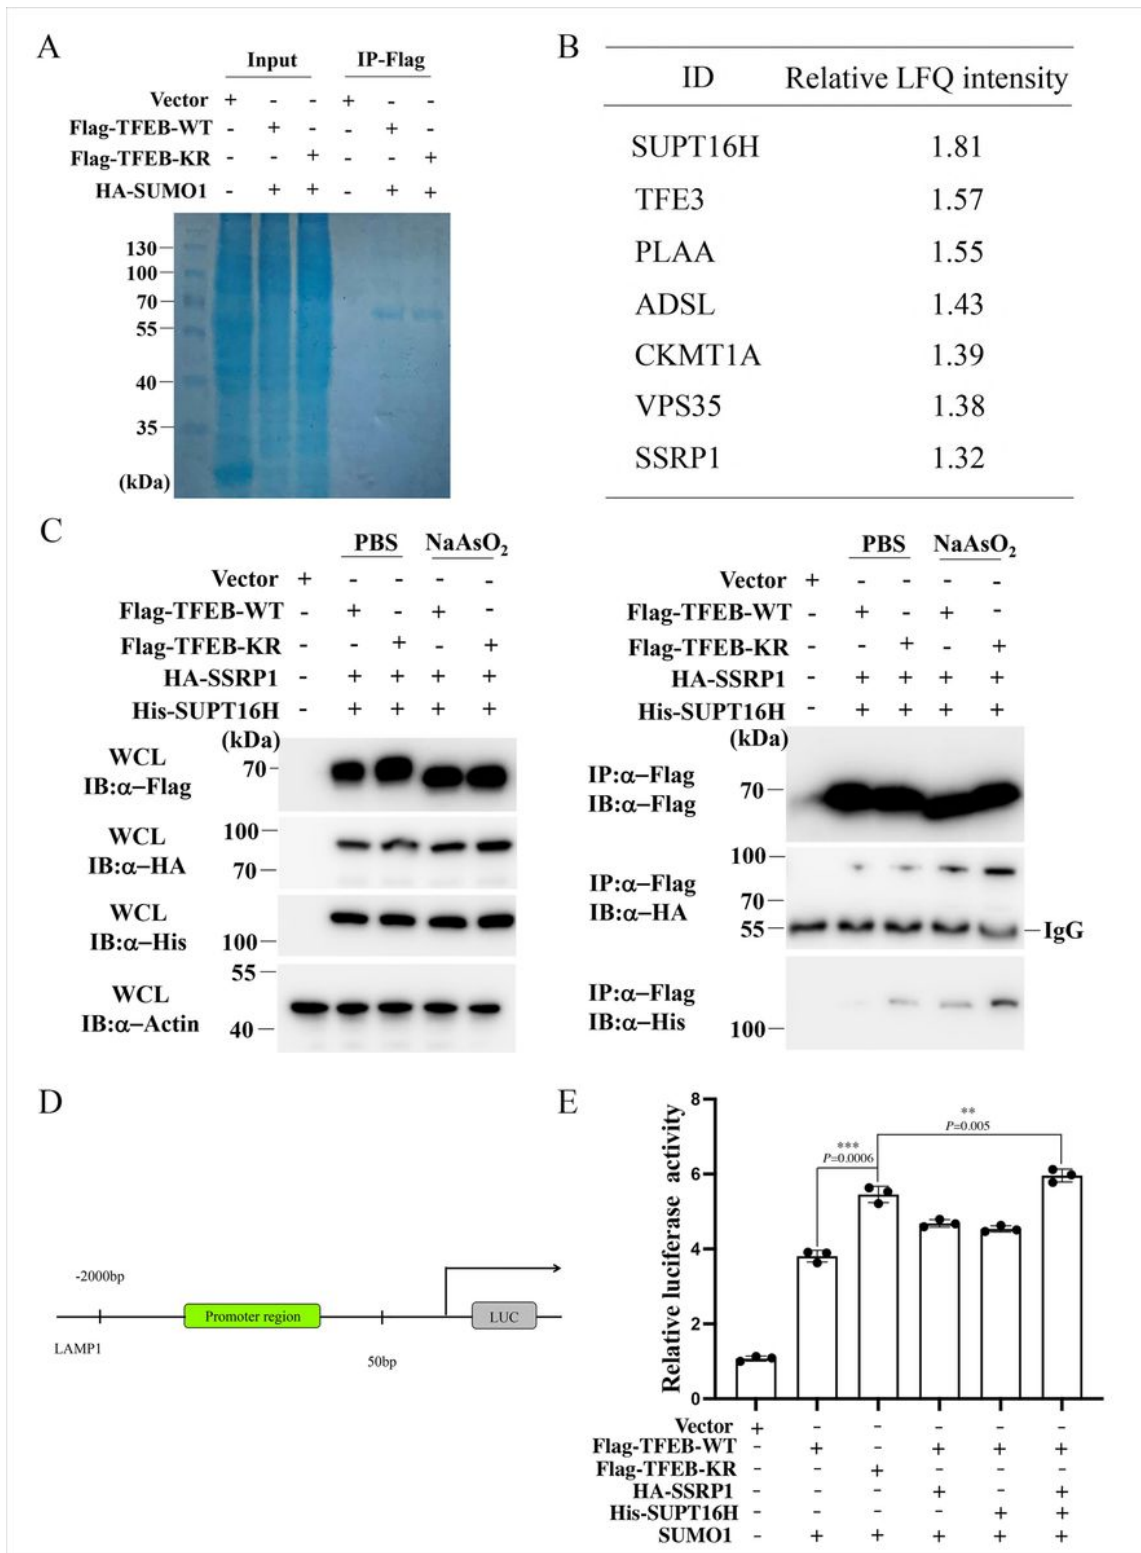 A
Input IP-Flag
Vector + - - + - -
Flag-TFEB-WT - + - - + -
Flag-TFEB-KR - - + - - +
HA-SUMO1 - + + - + +
130
100
70
55
40
35
(kDa)
B
ID Relative LFQ intensity
SUPT16H 1.81
TFE3 1.57
PLAA 1.55
ADSL 1.43
CKMT1A 1.39
VPS35 1.38
SSRP1 1.32
C
PBS NaAsO2
Vector + - - - -
Flag-TFEB-WT - + - + -
Flag-TFEB-KR - - + - +
HA-SSRP1 - + + + +
His-SUPT16H - + + + +
(kDa)
WCL
IB:α-Flag
70
WCL
IB:α-HA
100
70
WCL
IB:α-His
100
WCL
IB:α-Actin
55
40
PBS NaAsO2
Vector + - - - -
Flag-TFEB-WT - + - + -
Flag-TFEB-KR - - + - +
HA-SSRP1 - + + + +
His-SUPT16H - + + + +
(kDa)
IP:α-Flag
IB:α-Flag
70
IP:α-Flag
IB:α-HA
100
70
55
IgG
IP:α-Flag
IB:α-His
100
D
-2000bp
Promoter region
LUC
LAMP1
50bp
E
Relative luciferase activity
8
6
4
2
0
***
P=0.0006
**
P=0.005
Vector + - - - - -
Flag-TFEB-WT - + - + + +
Flag-TFEB-KR - - + - - -
HA-SSRP1 - - - + - +
His-SUPT16H - - - - + +
SUMO1 - + + + + +